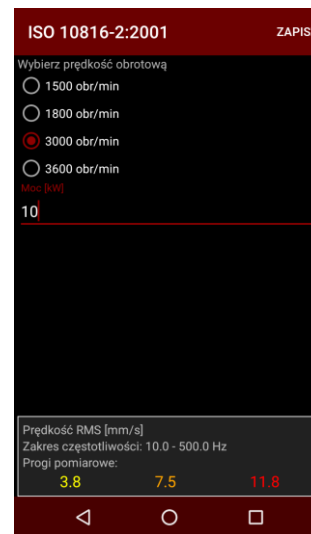 ISO 10816-2:2001 ZAPIS
Wybierz prędkość obrotową
1500 obr/min
1800 obr/min
3000 obr/min
3600 obr/min
Moc [kW]
10
Prędkość RMS [mm/s]
Zakres częstotliwości: 10.0 - 500.0 Hz
Progi pomiarowe:
3.8 7.5 11.8